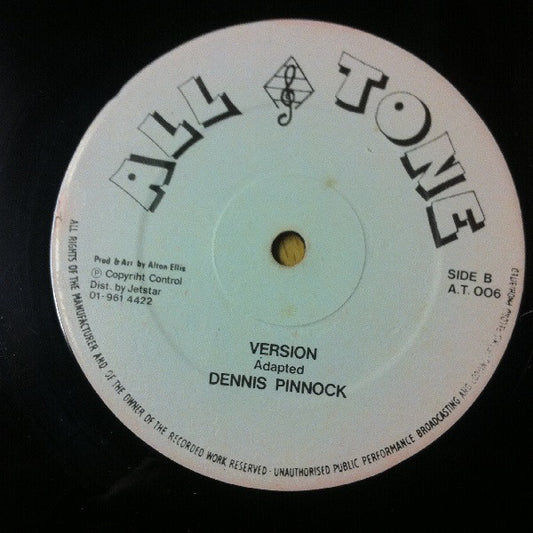 ALL TONE
Prod & Arr by Alton Ellis
Ⓟ Copyriht Control
Dist. by Jetstar
01-961 4422
SIDE B
A.T. 006
VERSION
Adapted
DENNIS PINNOCK
ALL RIGHTS OF THE MANUFACTURER AND OF THE OWNER OF THE RECORDED WORK RESERVED - UNAUTHORISED PUBLIC PERFORMANCE BROADCASTING AND